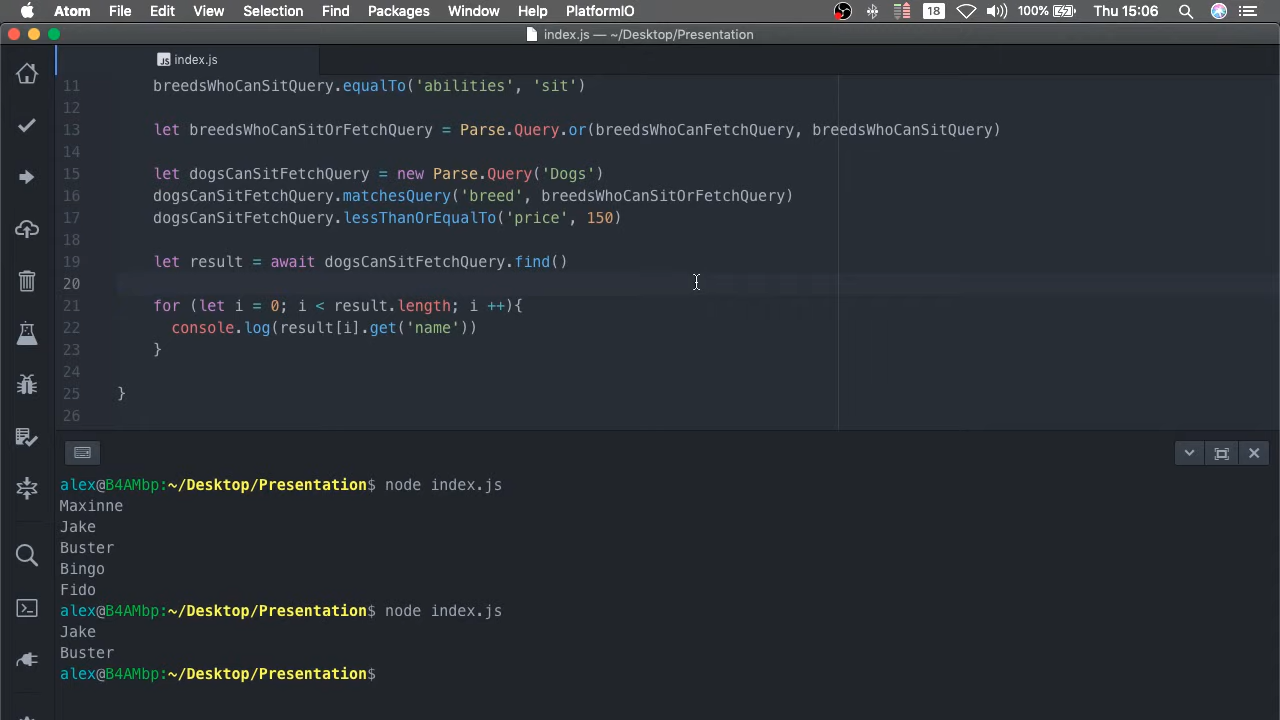 Atom File Edit View Selection Find Packages Window Help PlatformIO 18 100% Thu 15:06
index.js — ~/Desktop/Presentation
JS index.js
11 breedsWhoCanSitQuery.equalTo('abilities', 'sit')
12
13 let breedsWhoCanSitOrFetchQuery = Parse.Query.or(breedsWhoCanFetchQuery, breedsWhoCanSitQuery)
14
15 let dogsCanSitFetchQuery = new Parse.Query('Dogs')
16 dogsCanSitFetchQuery.matchesQuery('breed', breedsWhoCanSitOrFetchQuery)
17 dogsCanSitFetchQuery.lessThanOrEqualTo('price', 150)
18
19 let result = await dogsCanSitFetchQuery.find()
20
21 for (let i = 0; i < result.length; i ++){
22 console.log(result[i].get('name'))
23 }
24
25 }
26
alex@B4AMbp:~/Desktop/Presentation$ node index.js
Maxinne
Jake
Buster
Bingo
Fido
alex@B4AMbp:~/Desktop/Presentation$ node index.js
Jake
Buster
alex@B4AMbp:~/Desktop/Presentation$